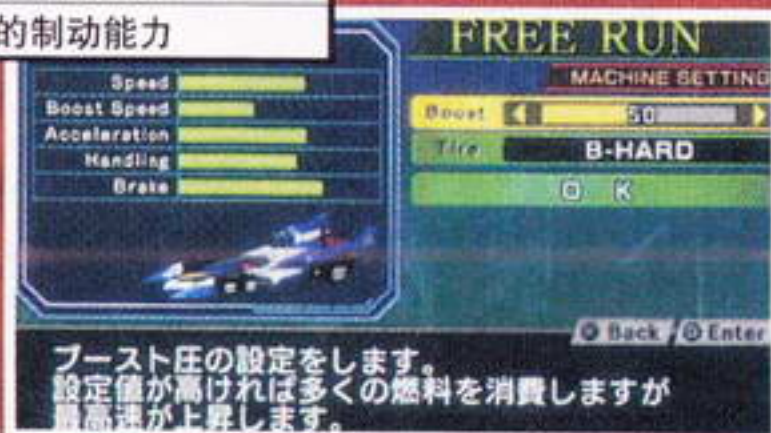 的制动能力
FREE RUN
MACHINE SETTING
Speed
Boost Speed
Acceleration
Handling
Brake
Boost 50
Tire B-HARD
O K
Back Enter
ブースト圧の設定をします。
設定値が高ければ多くの燃料を消費しますが
最高速が上昇します。